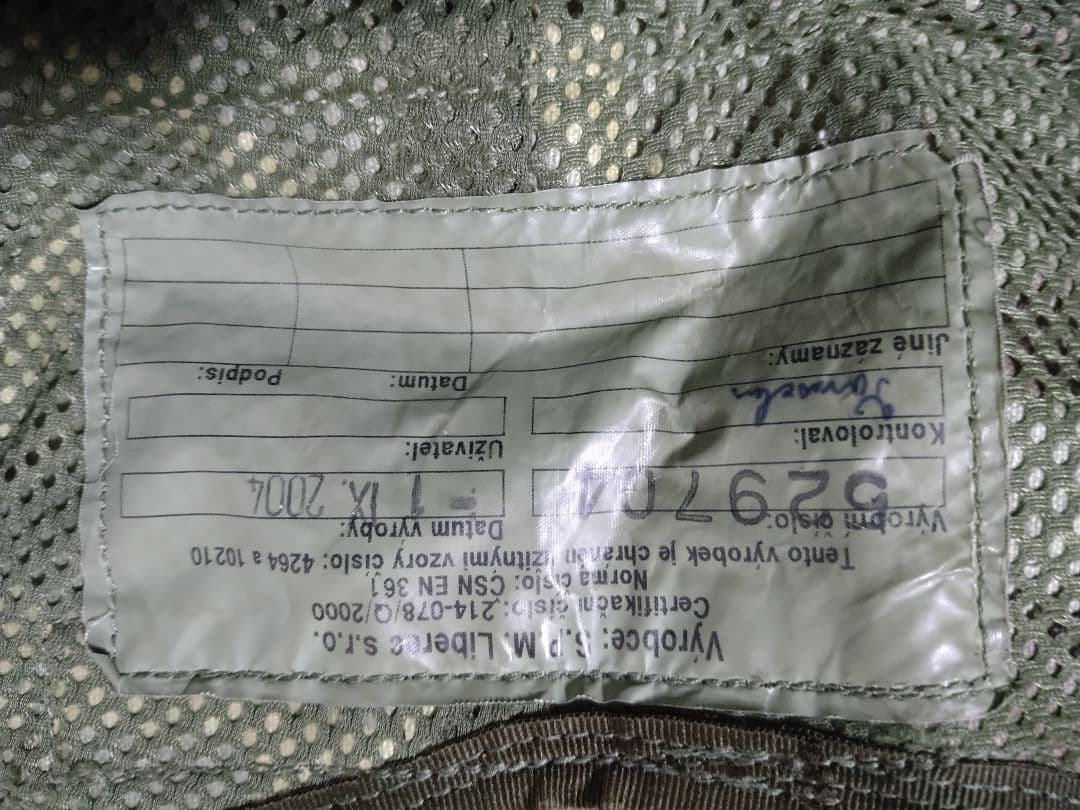 Výrobce: S.P.M. Liberec s.r.o.
Certifikační číslo: 214-078/Q/2000
Norma číslo: ČSN EN 361
Tento výrobek je chráněn užitnými vzory číslo: 4264 a 10210
Výrobní číslo: Datum výroby:
529704 - 1 IX. 2004
Kontroloval: Uživatel:
Jiné záznamy: Datum: Podpis: